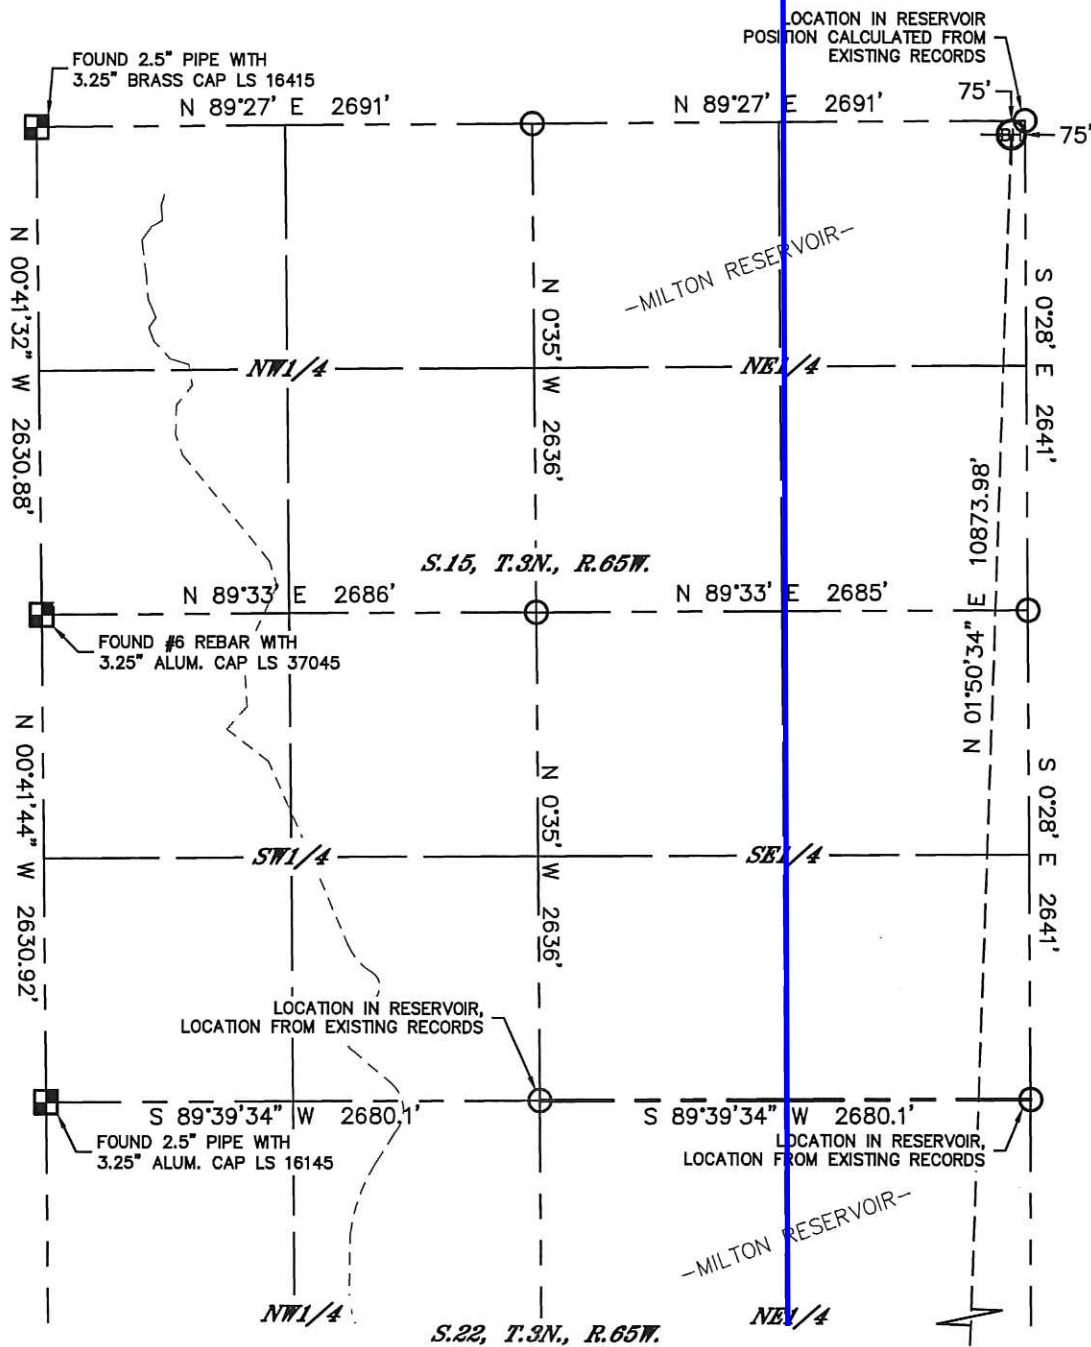 LOCATION IN RESERVOIR
POSITION CALCULATED FROM
EXISTING RECORDS
FOUND 2.5" PIPE WITH
3.25" BRASS CAP LS 16415
N 89°27' E 2691'
N 89°27' E 2691'
75'
BH
75'
N 00°41'32" W 2630.88'
-MILTON RESERVOIR-
N 0°35' W 2636'
S 0°28' E 2641'
NW1/4
NE1/4
N 01°50'34" E 10873.98'
S.15, T.3N., R.65W.
N 89°33' E 2686'
N 89°33' E 2685'
FOUND #6 REBAR WITH
3.25" ALUM. CAP LS 37045
N 00°41'44" W 2630.92'
N 0°35' W 2636'
S 0°28' E 2641'
SW1/4
SE1/4
LOCATION IN RESERVOIR,
LOCATION FROM EXISTING RECORDS
S 89°39'34" W 2680.1'
S 89°39'34" W 2680.1'
FOUND 2.5" PIPE WITH
3.25" ALUM. CAP LS 16145
LOCATION IN RESERVOIR,
LOCATION FROM EXISTING RECORDS
-MILTON RESERVOIR-
NW1/4
NE1/4
S.22, T.3N., R.65W.